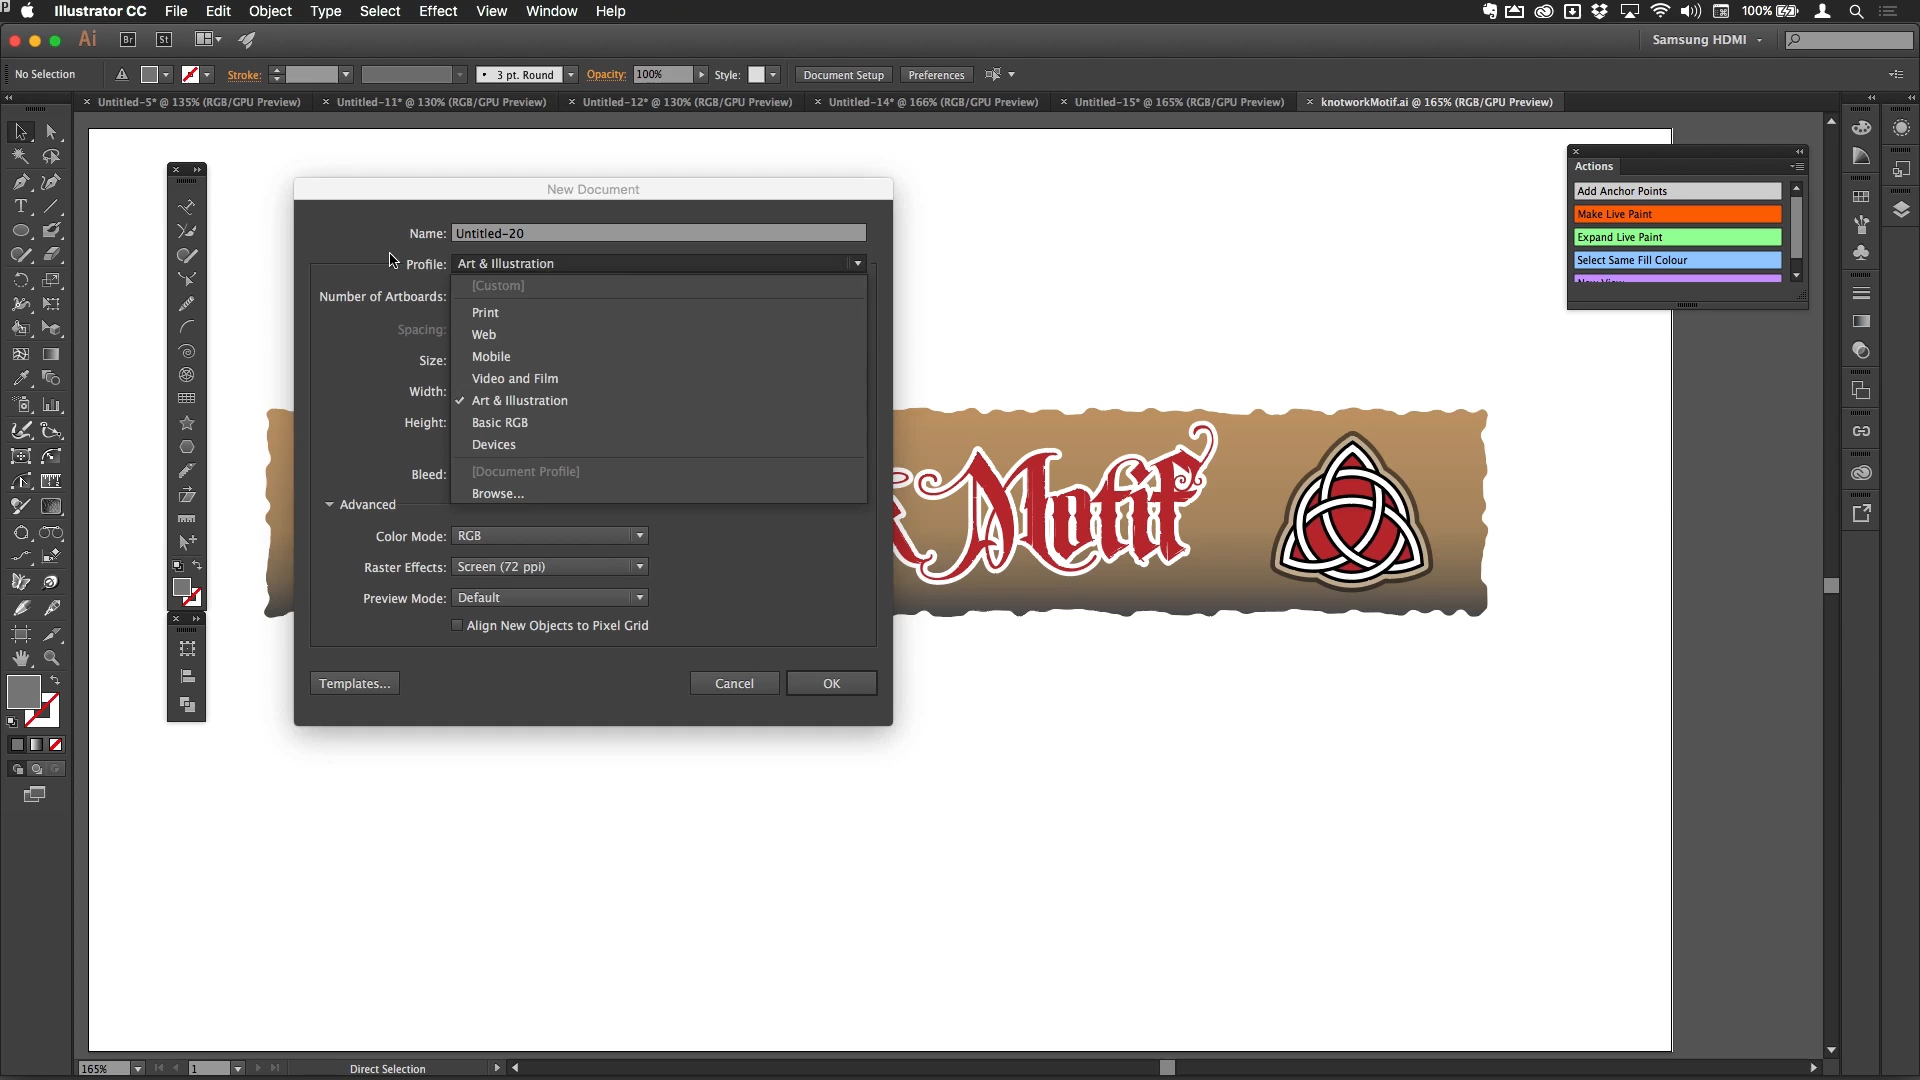 Illustrator CC File Edit Object Type Select Effect View Window Help 100%
Ai Br St Samsung HDMI
No Selection Stroke: 3 pt. Round Opacity: 100% Style: Document Setup Preferences
Untitled-5* @ 135% (RGB/GPU Preview) Untitled-11* @ 130% (RGB/GPU Preview) Untitled-12* @ 130% (RGB/GPU Preview) Untitled-14* @ 166% (RGB/GPU Preview) Untitled-15* @ 165% (RGB/GPU Preview) knotworkMotif.ai @ 165% (RGB/GPU Preview)
New Document
Name: Untitled-20
Profile: Art & Illustration
[Custom]
Number of Artboards:
Print
Spacing:
Web
Size:
Mobile
Video and Film
Width:
Art & Illustration
Height:
Basic RGB
Devices
Bleed:
[Document Profile]
Browse...
Advanced
Color Mode: RGB
Raster Effects: Screen (72 ppi)
Preview Mode: Default
Align New Objects to Pixel Grid
Templates... Cancel OK
Motif
Actions
Add Anchor Points
Make Live Paint
Expand Live Paint
Select Same Fill Colour
165% 1 Direct Selection